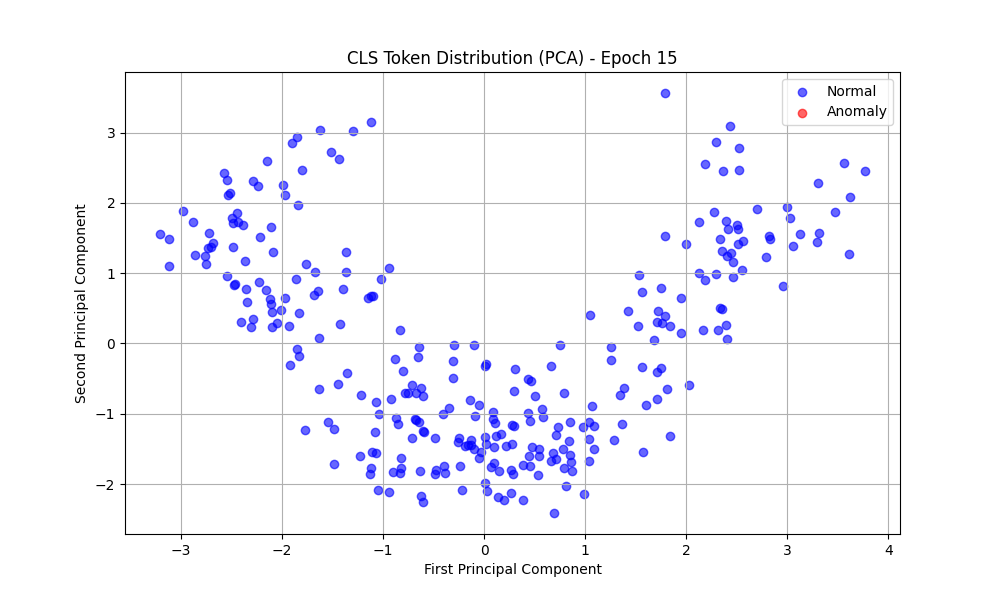 CLS Token Distribution (PCA) - Epoch 15
Normal
Anomaly
Second Principal Component
3
2
1
0
−1
−2
−3
−2
−1
0
1
2
3
4
First Principal Component